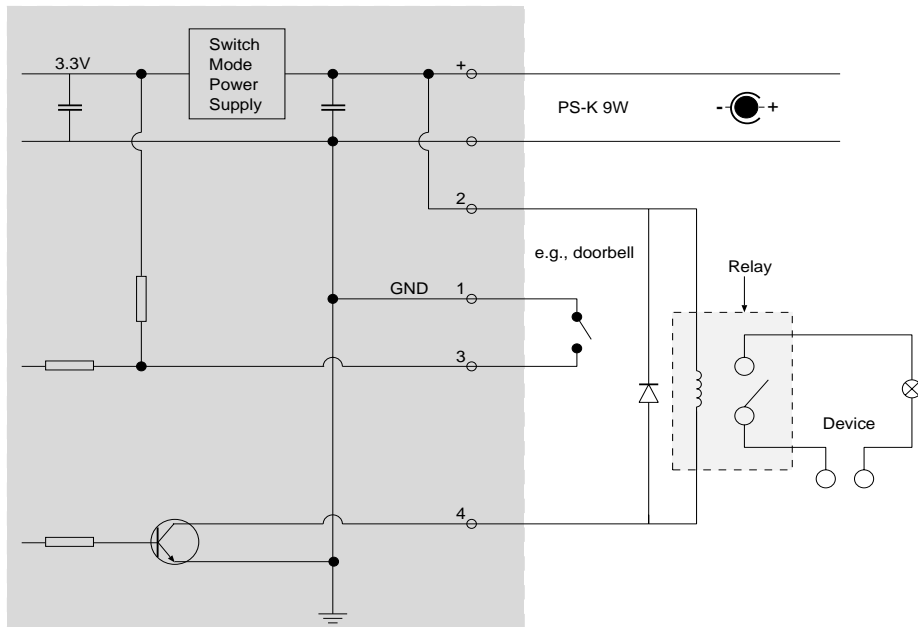 Switch
Mode
Power
Supply
3.3V
+
PS-K 9W
- +
2
e.g., doorbell
Relay
GND 1
3
Device
4